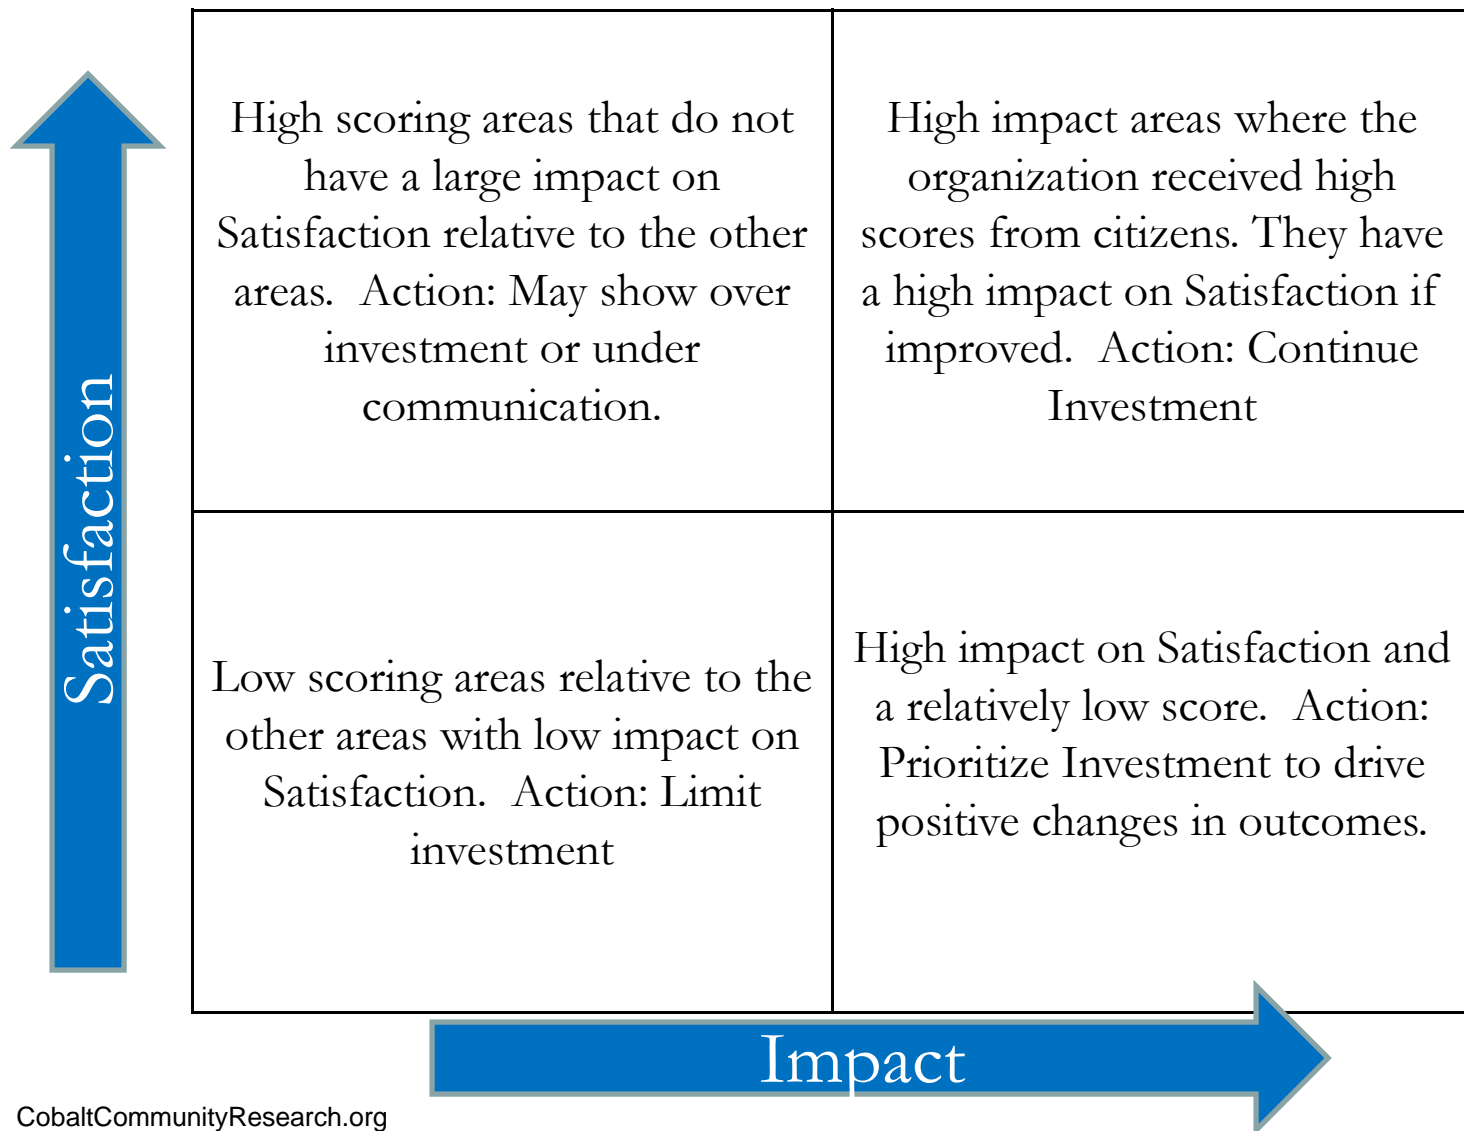 High scoring areas that do not
have a large impact on
Satisfaction relative to the other
areas.  Action: May show over
investment or under
communication.
High impact areas where the
organization received high
scores from citizens. They have
a high impact on Satisfaction if
improved.  Action: Continue
Investment
Satisfaction
Low scoring areas relative to the
other areas with low impact on
Satisfaction.  Action: Limit
investment
High impact on Satisfaction and
a relatively low score.  Action:
Prioritize Investment to drive
positive changes in outcomes.
Impact
CobaltCommunityResearch.org